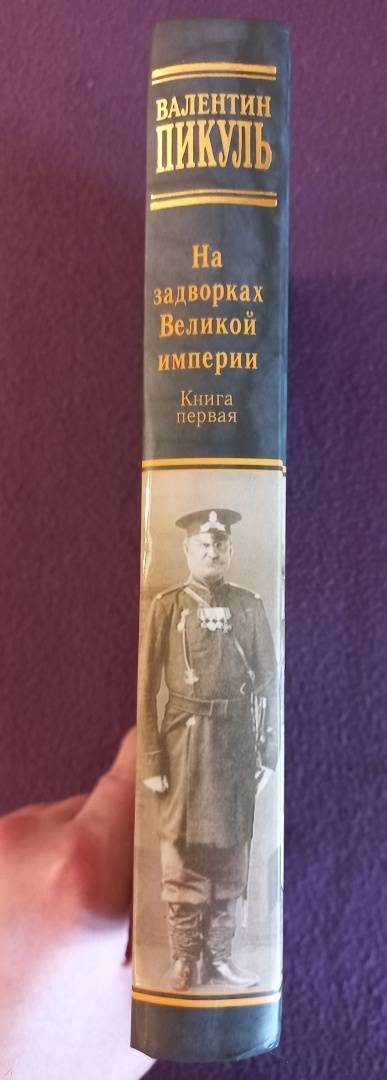 ВАЛЕНТИН
ПИКУЛЬ
На
задворках
Великой
империи
Книга
первая